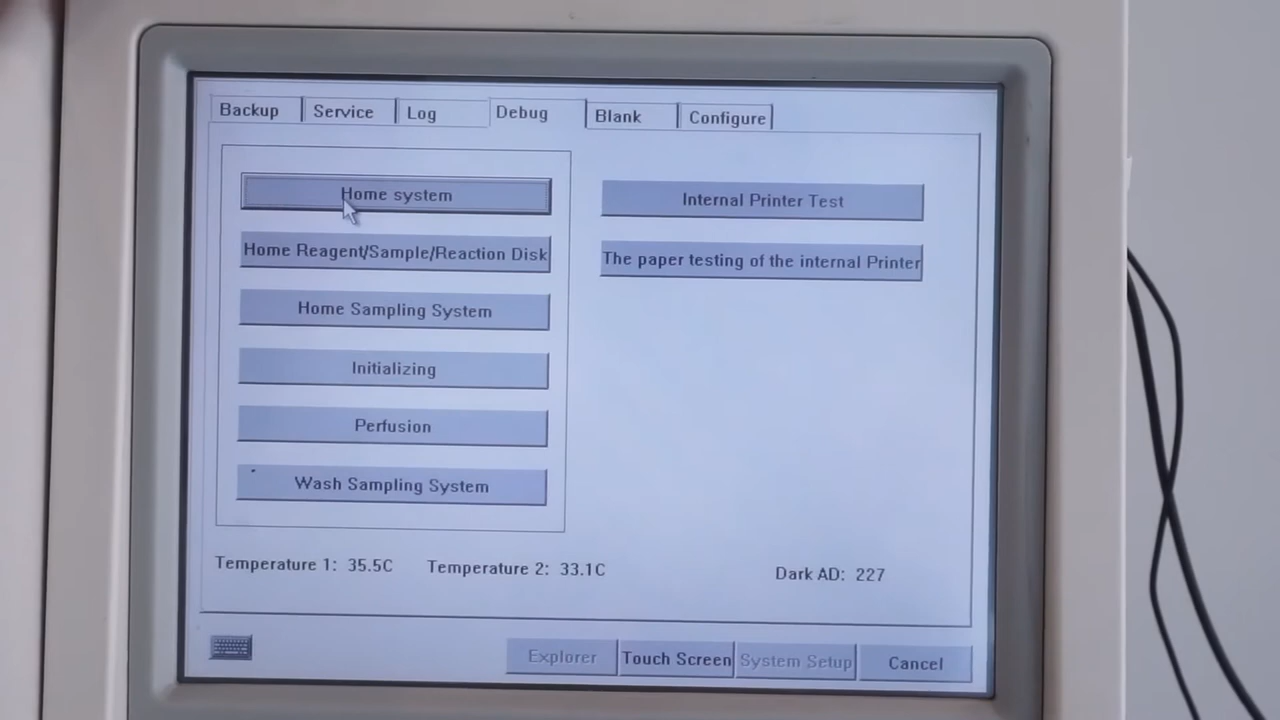 Backup Service Log Debug Blank Configure
Home system
Home Reagent/Sample/Reaction Disk
Home Sampling System
Initializing
Perfusion
Wash Sampling System
Internal Printer Test
The paper testing of the internal Printer
Temperature 1: 35.5C Temperature 2: 33.1C Dark AD: 227
Explorer Touch Screen System Setup Cancel